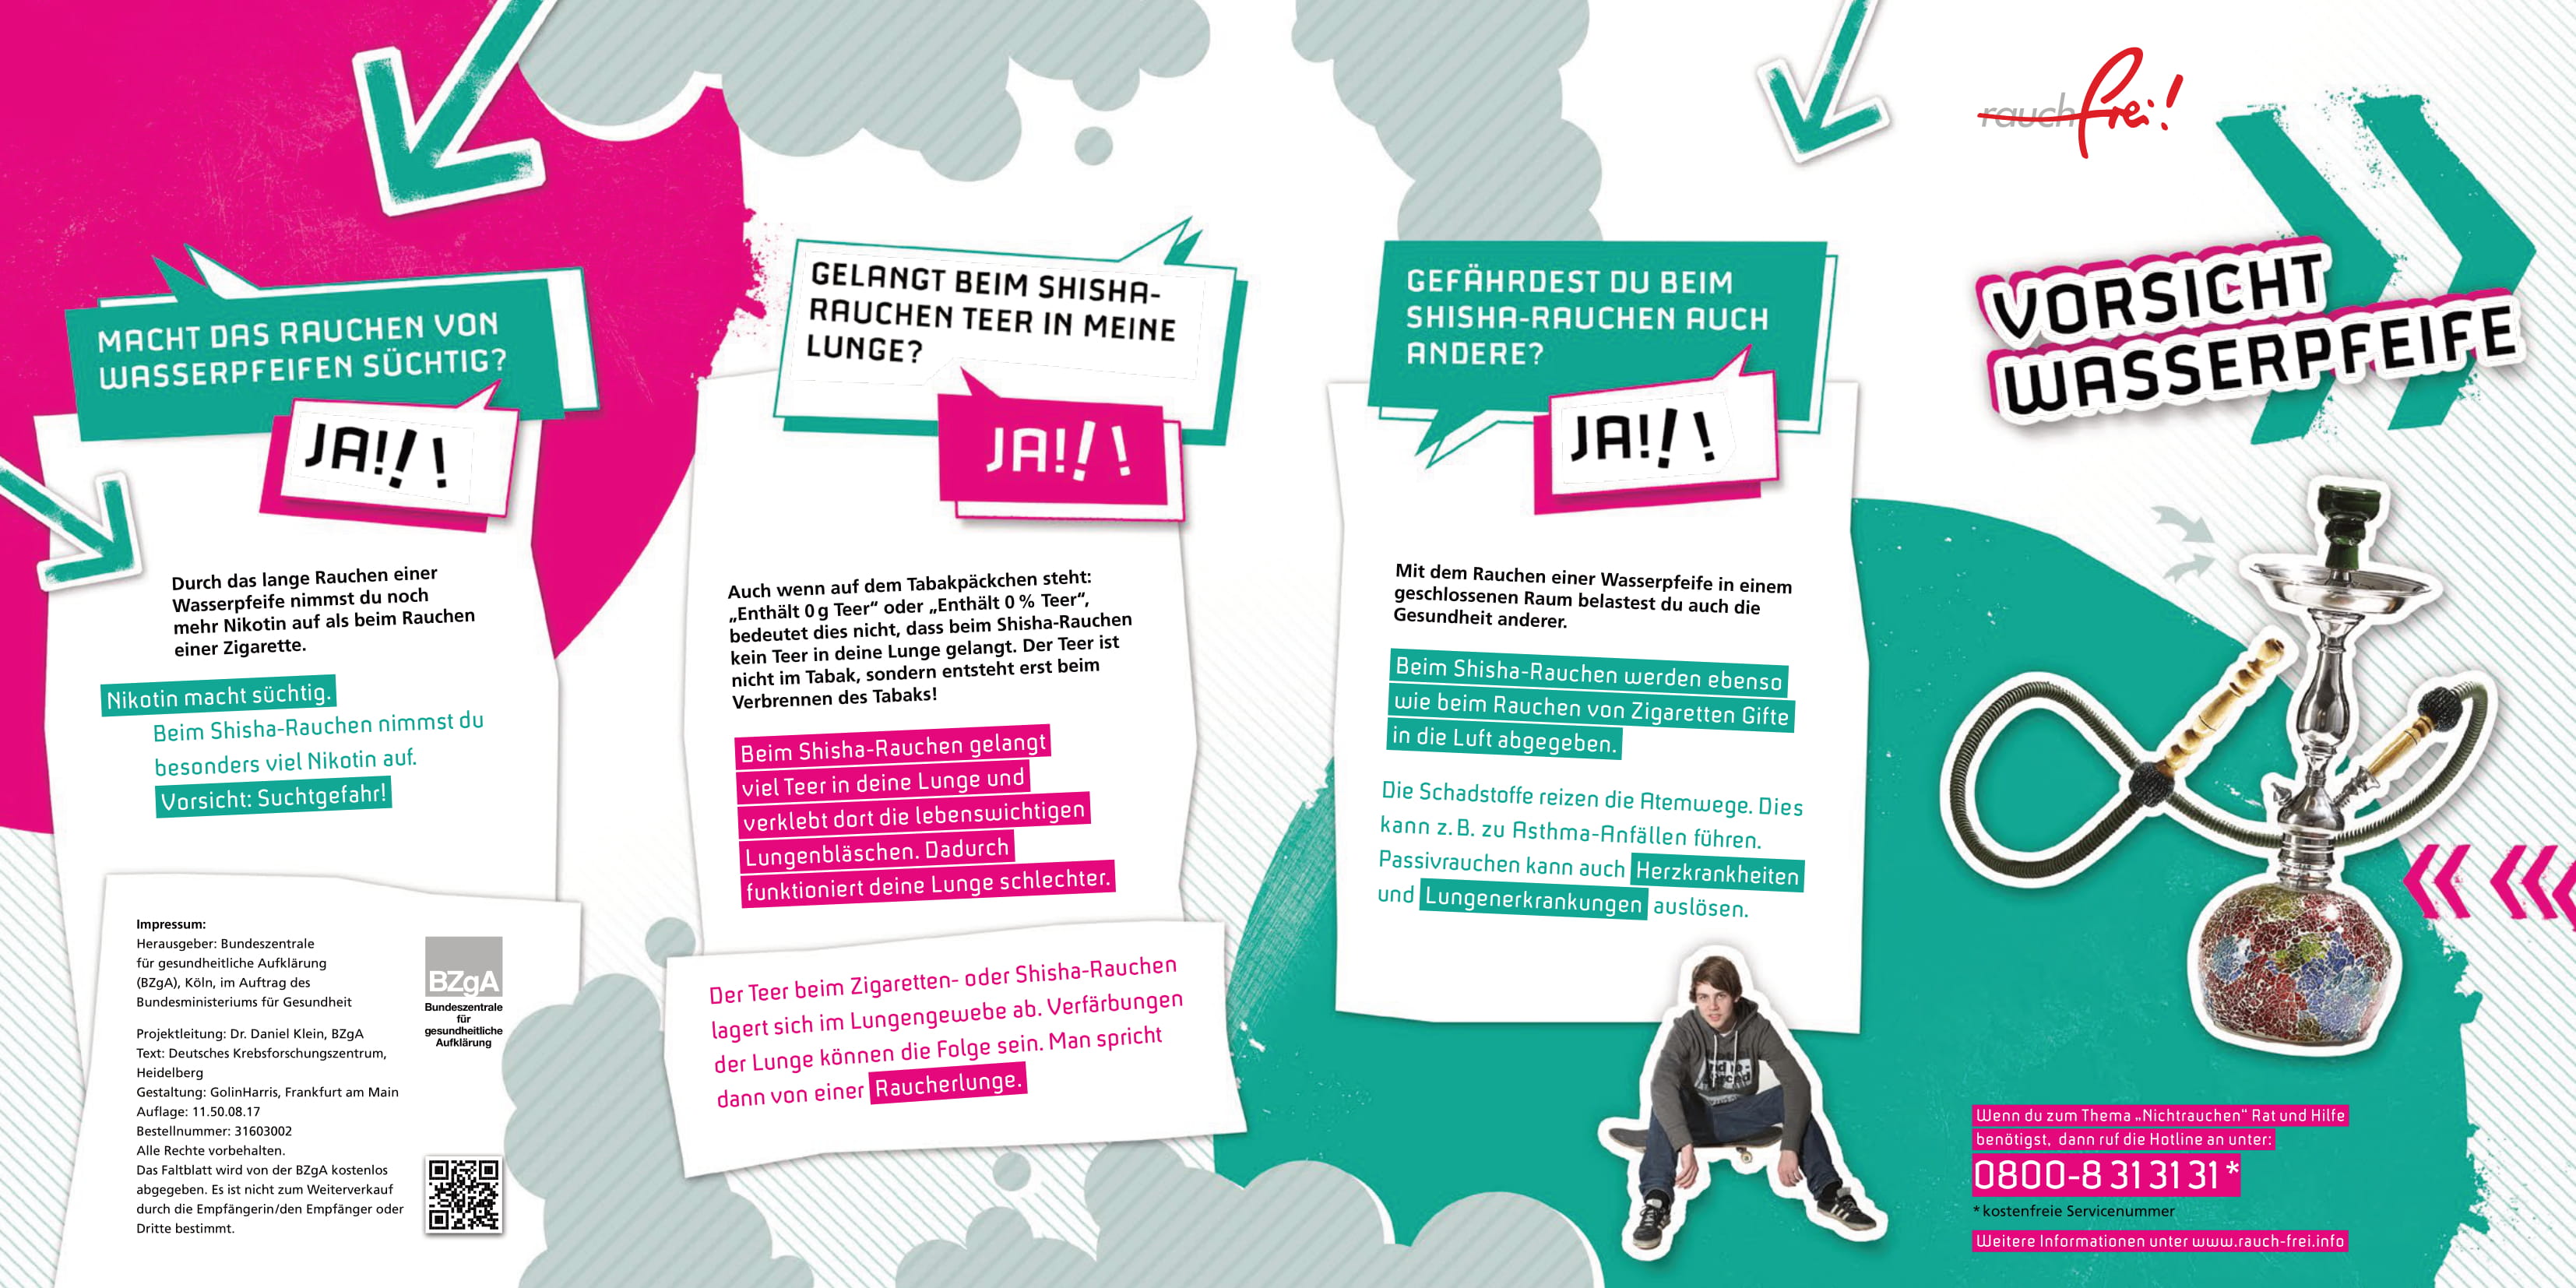 MACHT DAS RAUCHEN VON
WASSERPFEIFEN SÜCHTIG?
JA!!!
Durch das lange Rauchen einer
Wasserpfeife nimmst du noch
mehr Nikotin auf als beim Rauchen
einer Zigarette.
Nikotin macht süchtig.
Beim Shisha-Rauchen nimmst du
besonders viel Nikotin auf.
Vorsicht: Suchtgefahr!
Impressum:
Herausgeber: Bundeszentrale
für gesundheitliche Aufklärung
(BZgA), Köln, im Auftrag des
Bundesministeriums für Gesundheit
Projektleitung: Dr. Daniel Klein, BZgA
Text: Deutsches Krebsforschungszentrum,
Heidelberg
Gestaltung: GolinHarris, Frankfurt am Main
Auflage: 11.50.08.17
Bestellnummer: 31603002
Alle Rechte vorbehalten.
Das Faltblatt wird von der BZgA kostenlos
abgegeben. Es ist nicht zum Weiterverkauf
durch die Empfängerin/den Empfänger oder
Dritte bestimmt.
BZgA
Bundeszentrale
für
gesundheitliche
Aufklärung
GELANGT BEIM SHISHA-
RAUCHEN TEER IN MEINE
LUNGE?
JA!!!
Auch wenn auf dem Tabakpäckchen steht:
„Enthält 0 g Teer“ oder „Enthält 0 % Teer“,
bedeutet dies nicht, dass beim Shisha-Rauchen
kein Teer in deine Lunge gelangt. Der Teer ist
nicht im Tabak, sondern entsteht erst beim
Verbrennen des Tabaks!
Beim Shisha-Rauchen gelangt
viel Teer in deine Lunge und
verklebt dort die lebenswichtigen
Lungenbläschen. Dadurch
funktioniert deine Lunge schlechter.
Der Teer beim Zigaretten- oder Shisha-Rauchen
lagert sich im Lungengewebe ab. Verfärbungen
der Lunge können die Folge sein. Man spricht
dann von einer Raucherlunge.
GEFÄHRDEST DU BEIM
SHISHA-RAUCHEN AUCH
ANDERE?
JA!!!
Mit dem Rauchen einer Wasserpfeife in einem
geschlossenen Raum belastest du auch die
Gesundheit anderer.
Beim Shisha-Rauchen werden ebenso
wie beim Rauchen von Zigaretten Gifte
in die Luft abgegeben.
Die Schadstoffe reizen die Atemwege. Dies
kann z. B. zu Asthma-Anfällen führen.
Passivrauchen kann auch Herzkrankheiten
und Lungenerkrankungen auslösen.
rauchfrei!
VORSICHT
WASSERPFEIFE
Wenn du zum Thema „Nichtrauchen“ Rat und Hilfe
benötigst, dann ruf die Hotline an unter:
0800-8 31 31 31*
*kostenfreie Servicenummer
Weitere Informationen unter www.rauch-frei.info